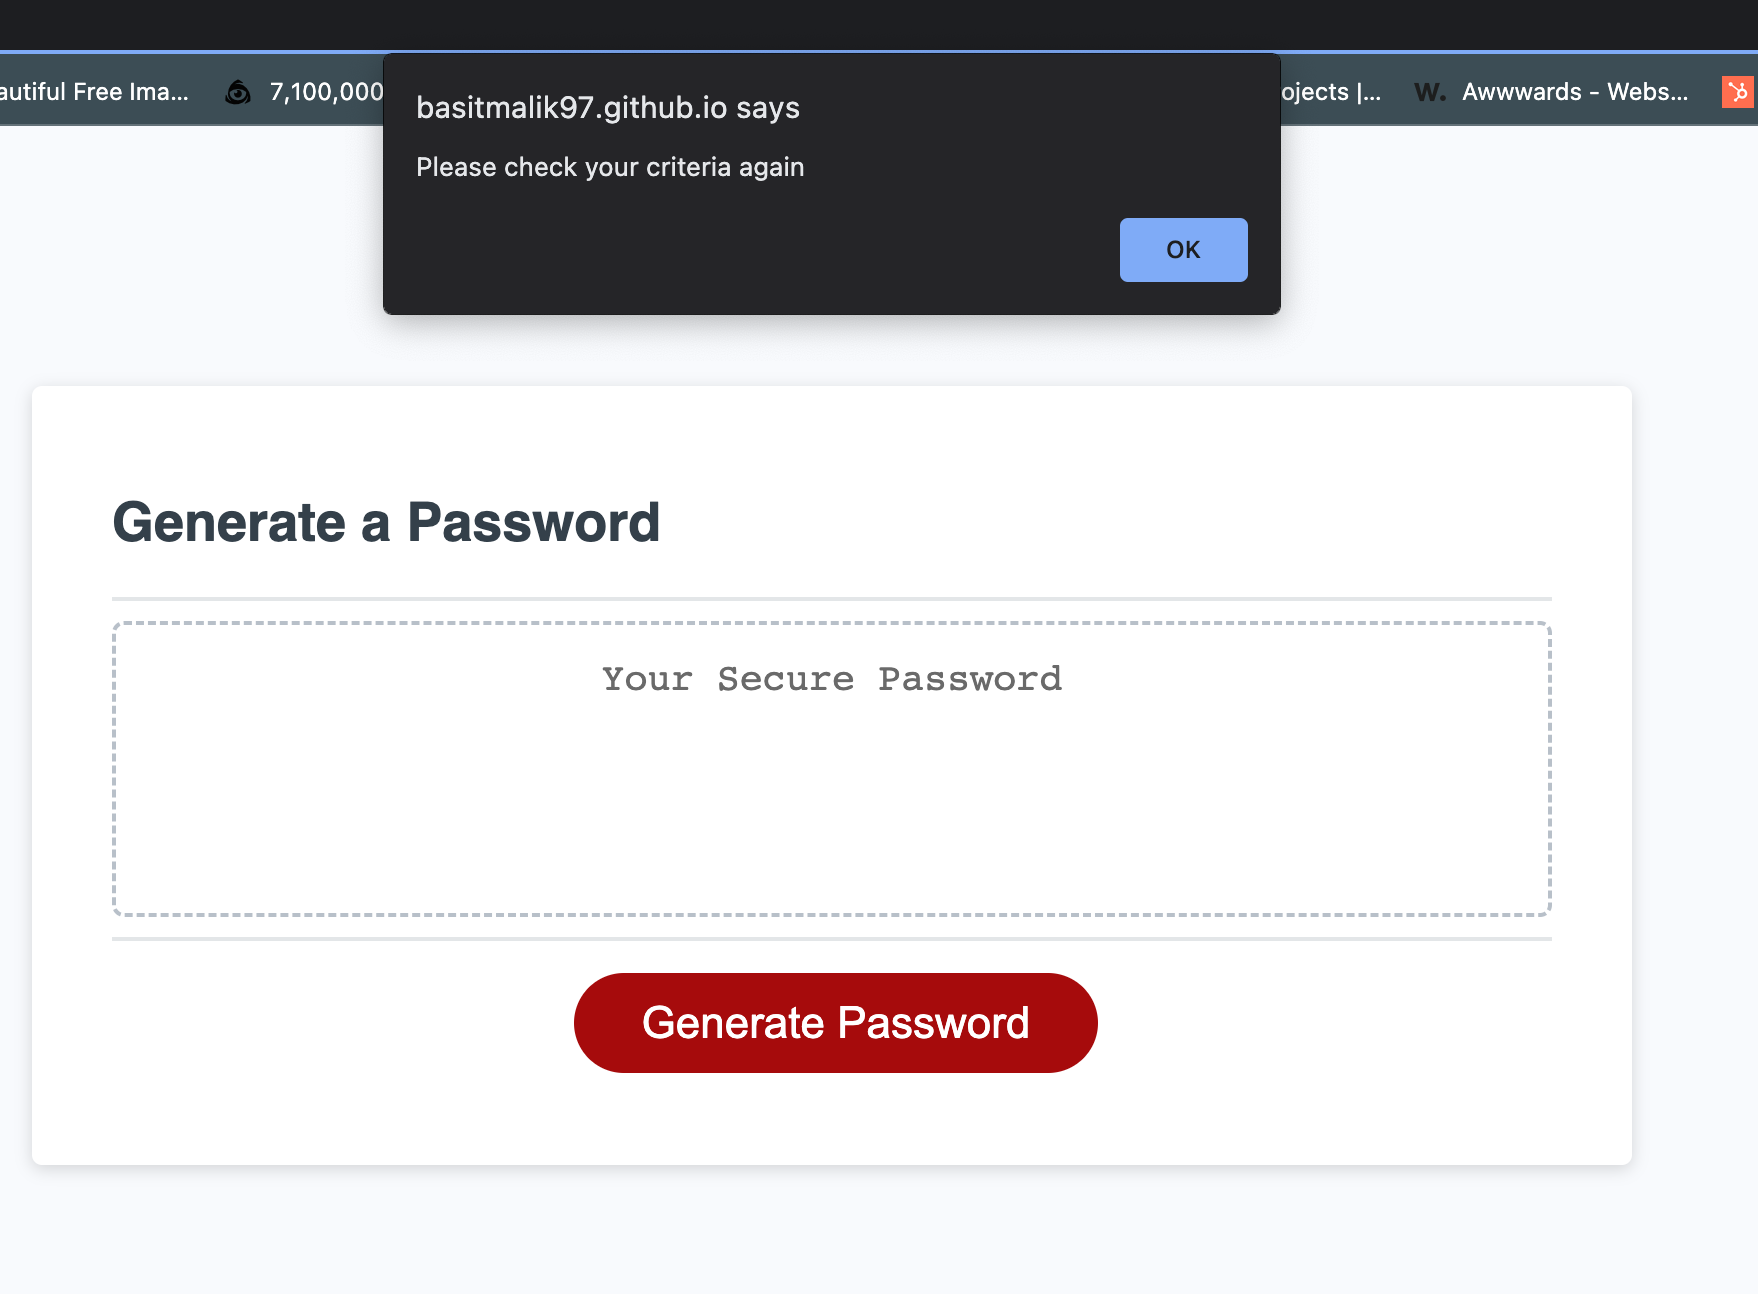 autiful Free Ima... 7,100,000 ojects |... W. Awwwards - Webs...
basitmalik97.github.io says
Please check your criteria again
OK
Generate a Password
Your Secure Password
Generate Password